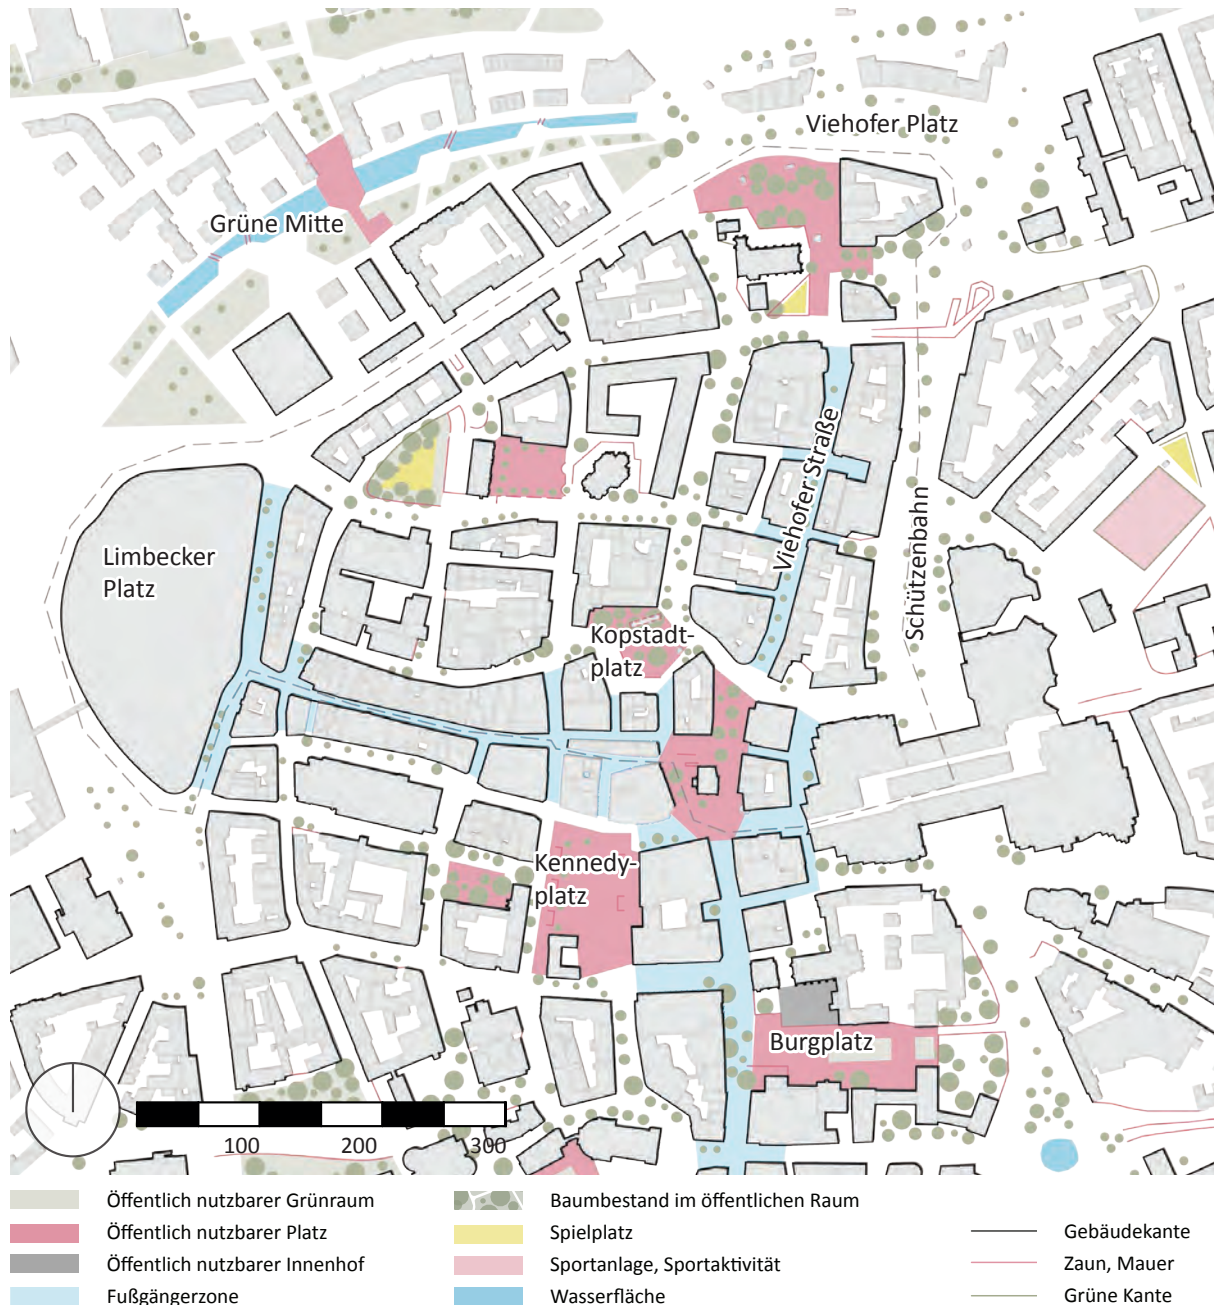 Viehofer Platz
Grüne Mitte
Viehofer Straße
Limbecker
Platz
Schützenbahn
Kopstadt-
platz
Kennedy-
platz
Burgplatz
100
200
300
Öffentlich nutzbarer Grünraum
Öffentlich nutzbarer Platz
Öffentlich nutzbarer Innenhof
Fußgängerzone
Baumbestand im öffentlichen Raum
Spielplatz
Sportanlage, Sportaktivität
Wasserfläche
Gebäudekante
Zaun, Mauer
Grüne Kante